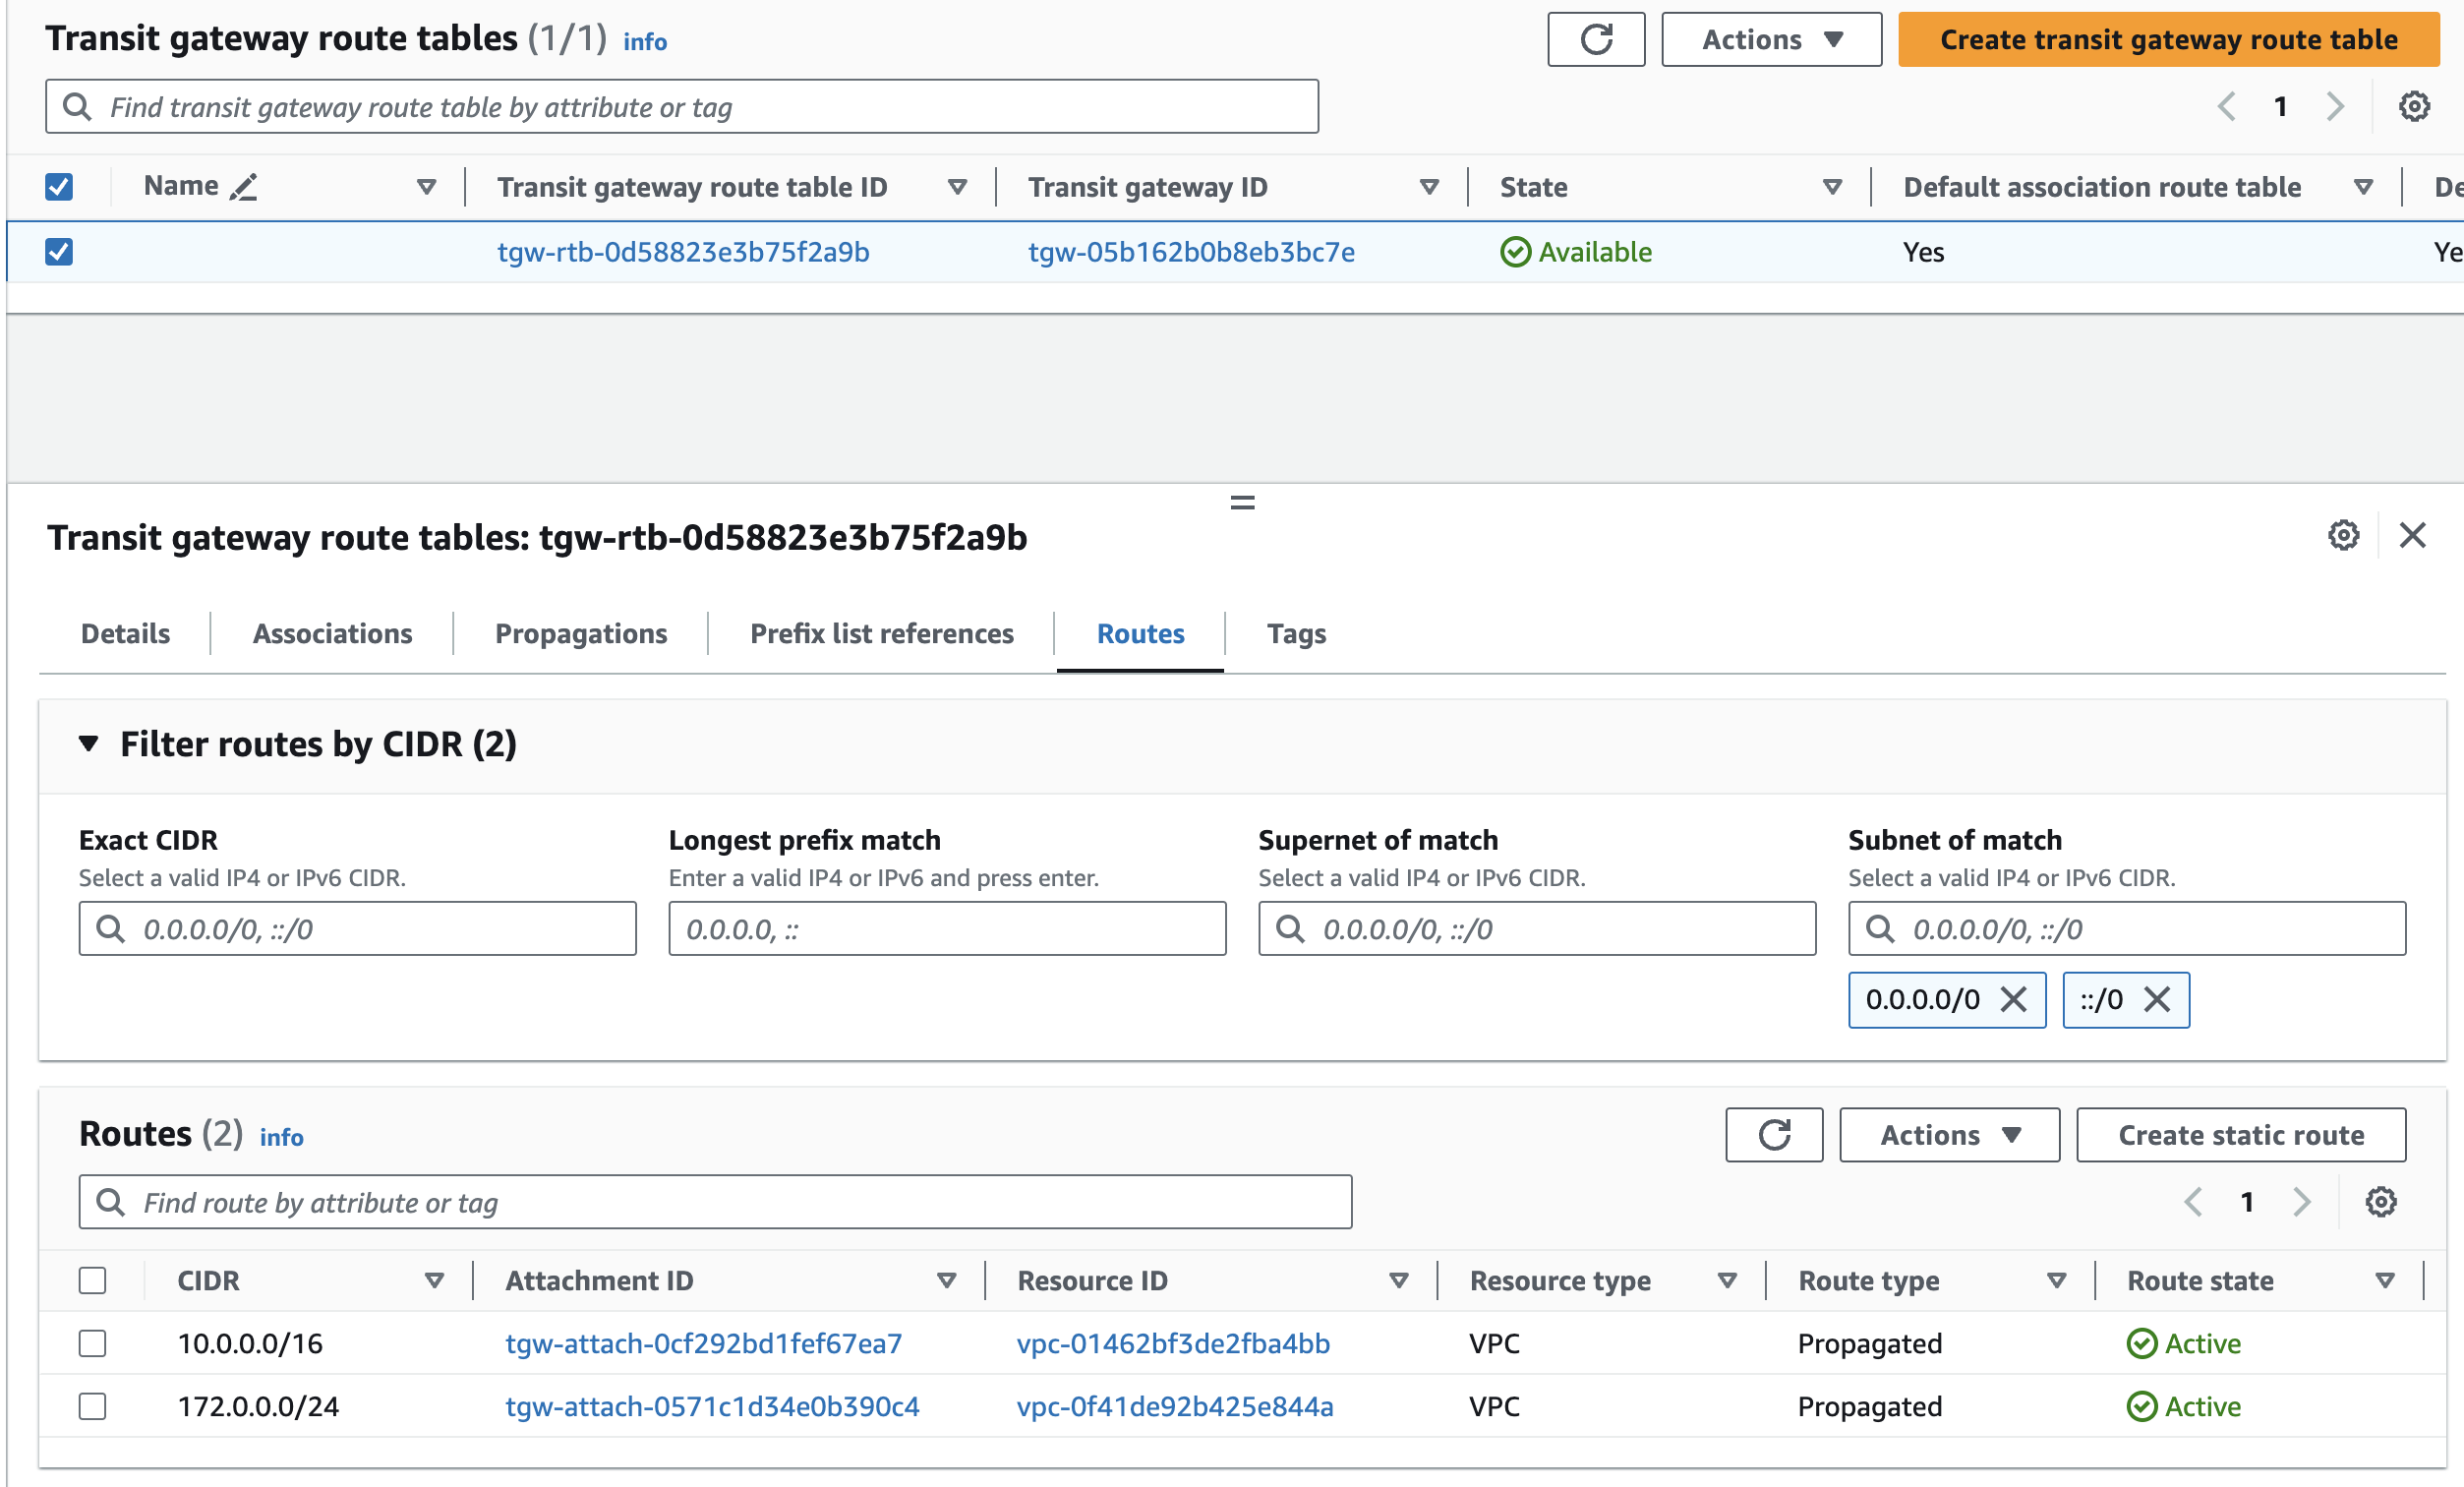 Transit gateway route tables (1/1) info
Actions
Create transit gateway route table
Find transit gateway route table by attribute or tag
1
Name Transit gateway route table ID Transit gateway ID State Default association route table De
tgw-rtb-0d58823e3b75f2a9b tgw-05b162b0b8eb3bc7e Available Yes Ye
Transit gateway route tables: tgw-rtb-0d58823e3b75f2a9b
Details Associations Propagations Prefix list references Routes Tags
Filter routes by CIDR (2)
Exact CIDR Longest prefix match Supernet of match Subnet of match
Select a valid IP4 or IPv6 CIDR. Enter a valid IP4 or IPv6 and press enter. Select a valid IP4 or IPv6 CIDR. Select a valid IP4 or IPv6 CIDR.
0.0.0.0/0, ::/0 0.0.0.0, :: 0.0.0.0/0, ::/0 0.0.0.0/0, ::/0
0.0.0.0/0 ::/0
Routes (2) info
Actions
Create static route
Find route by attribute or tag
1
CIDR Attachment ID Resource ID Resource type Route type Route state
10.0.0.0/16 tgw-attach-0cf292bd1fef67ea7 vpc-01462bf3de2fba4bb VPC Propagated Active
172.0.0.0/24 tgw-attach-0571c1d34e0b390c4 vpc-0f41de92b425e844a VPC Propagated Active